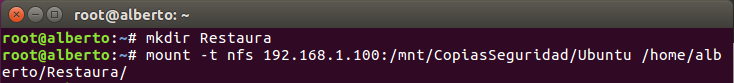 root@alberto: ~
root@alberto:~# mkdir Restaura
root@alberto:~# mount -t nfs 192.168.1.100:/mnt/CopiasSeguridad/Ubuntu /home/alb
erto/Restaura/